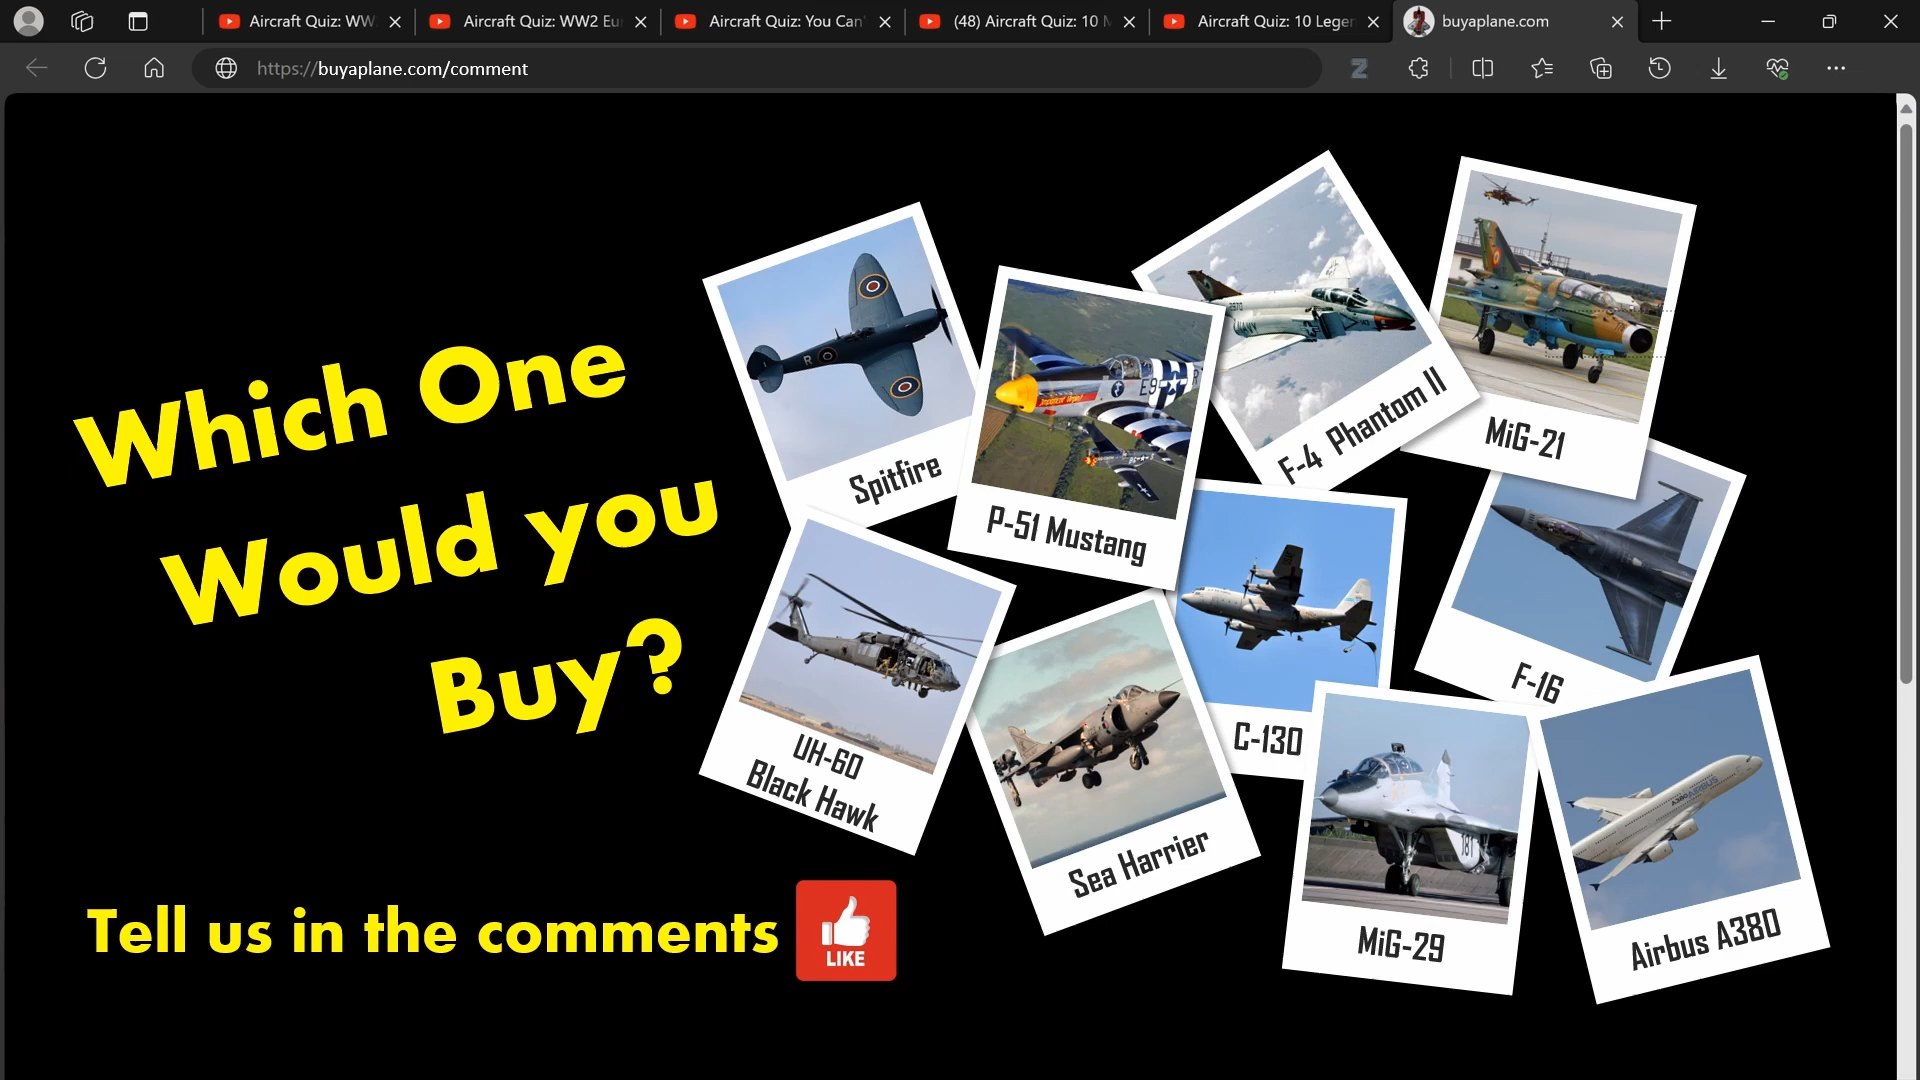 Aircraft Quiz: WW
Aircraft Quiz: WW2 Eu
Aircraft Quiz: You Can'
(48) Aircraft Quiz: 10
Aircraft Quiz: 10 Leger
buyaplane.com
https://buyaplane.com/comment
Which One
Would you
Buy?
Spitfire
P-51 Mustang
F-4 Phantom II
MiG-21
UH-60
Black Hawk
Sea Harrier
C-130
F-16
MiG-29
Airbus A380
Tell us in the comments
LIKE